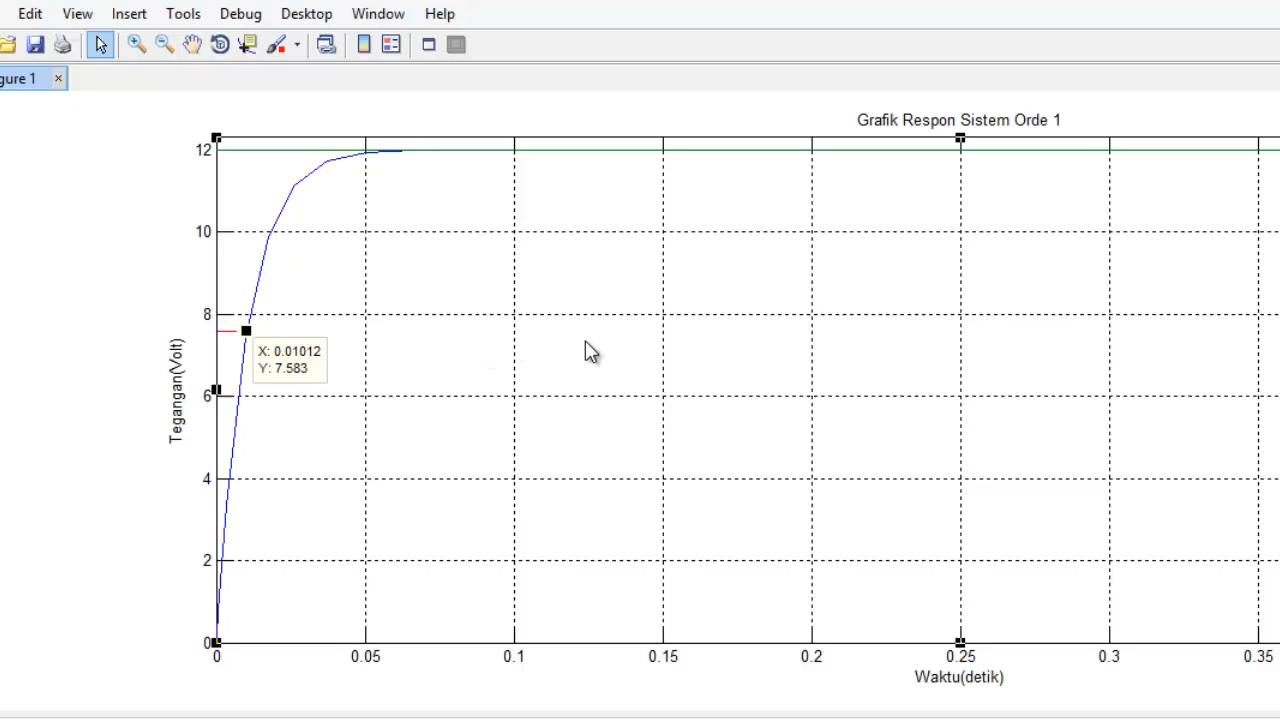 Edit View Insert Tools Debug Desktop Window Help
gure 1
Grafik Respon Sistem Orde 1
12
10
8
6
4
2
0
Tegangan(Volt)
X: 0.01012
Y: 7.583
0 0.05 0.1 0.15 0.2 0.25 0.3 0.35
Waktu(detik)